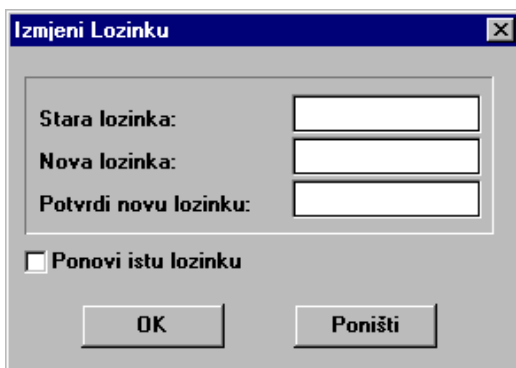 Izmjeni Lozinku
Stara lozinka:
Nova lozinka:
Potvrdi novu lozinku:
Ponovi istu lozinku
OK Poništi